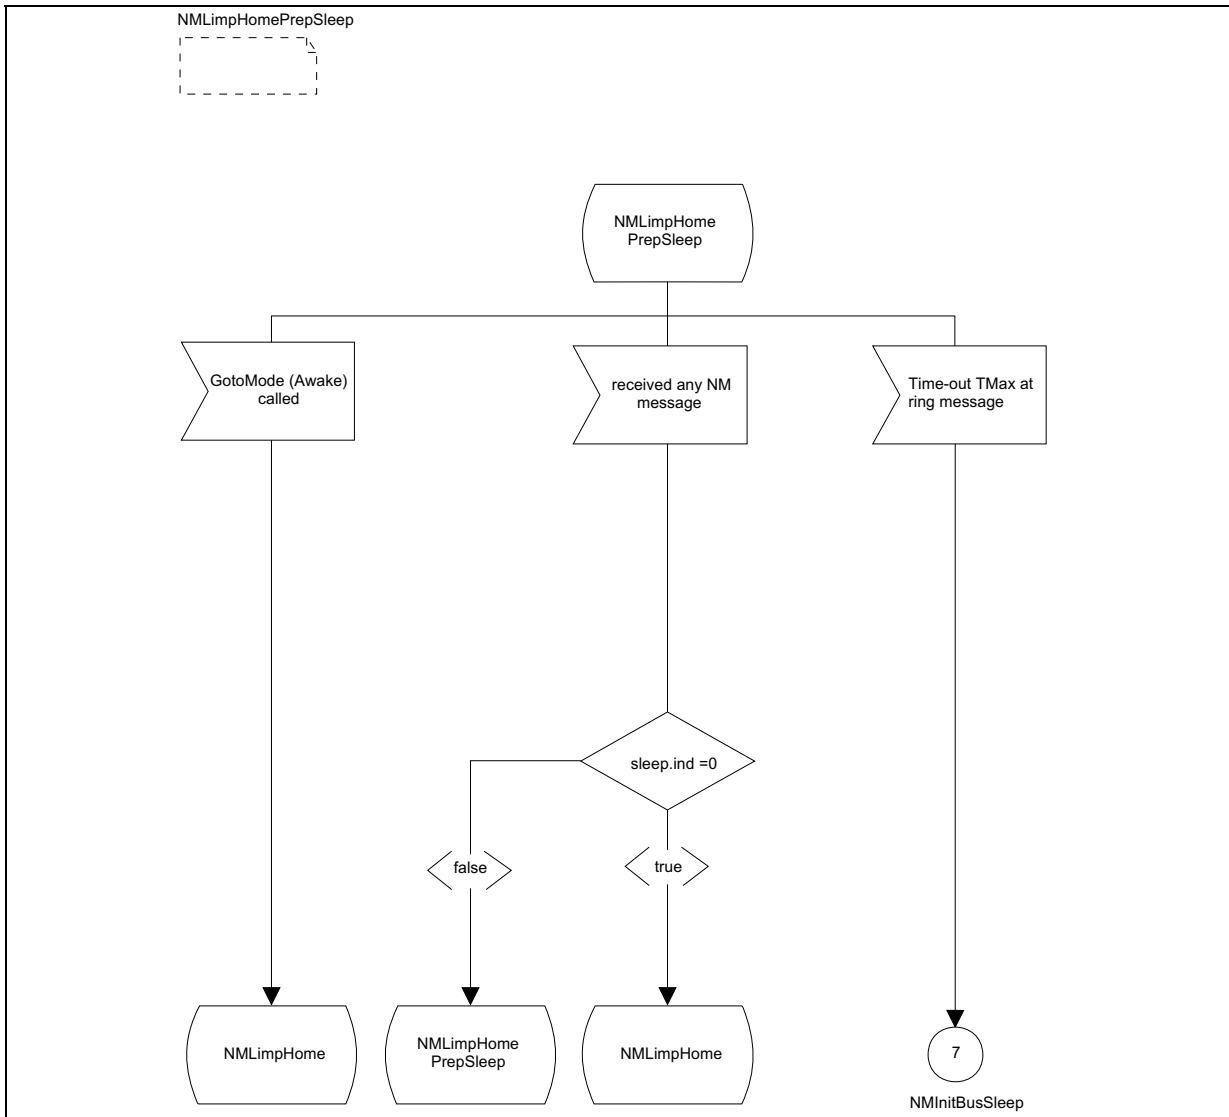 NMLimpHomePrepSleep
NMLimpHome
PrepSleep
GotoMode (Awake)
called
received any NM
message
Time-out TMax at
ring message
sleep.ind =0
false
true
NMLimpHome
NMLimpHome
PrepSleep
NMLimpHome
7
NMInitBusSleep